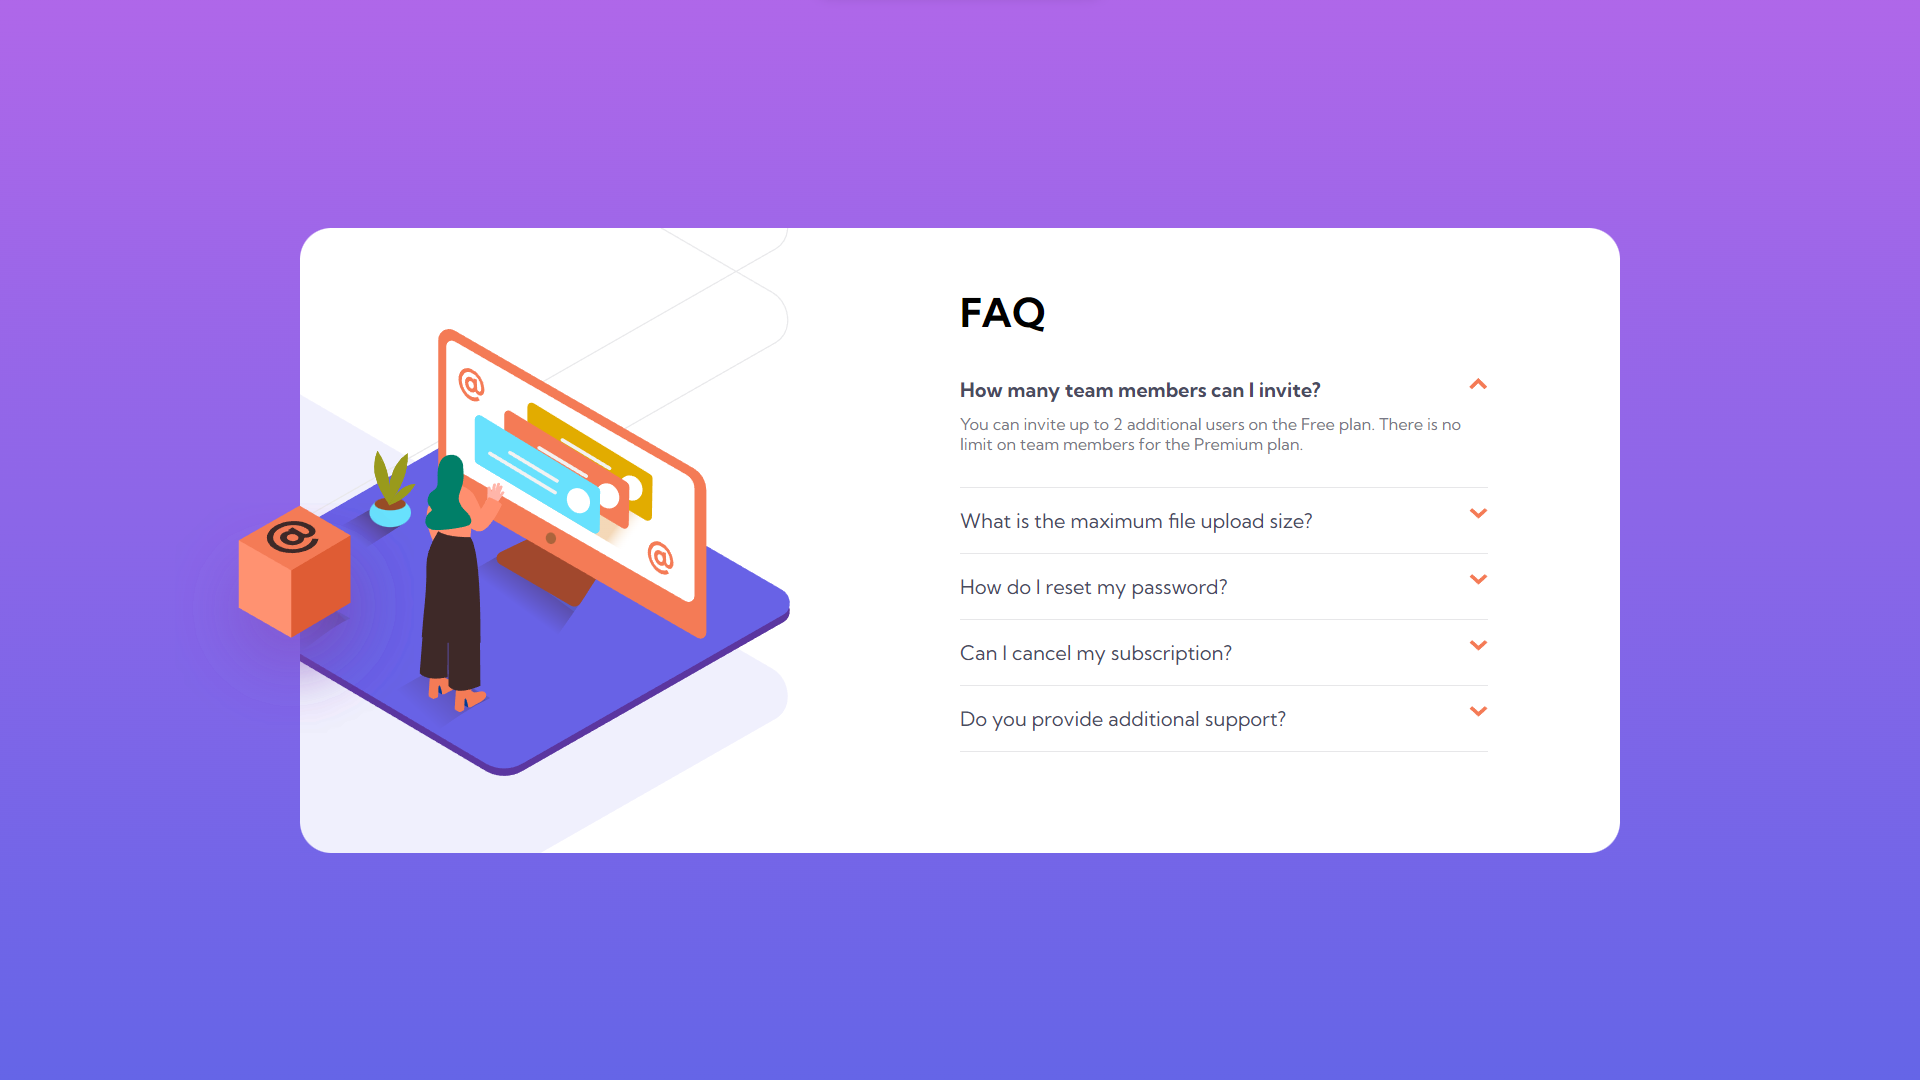 FAQ
How many team members can I invite?
You can invite up to 2 additional users on the Free plan. There is no
limit on team members for the Premium plan.
What is the maximum file upload size?
How do I reset my password?
Can I cancel my subscription?
Do you provide additional support?
@
@
@